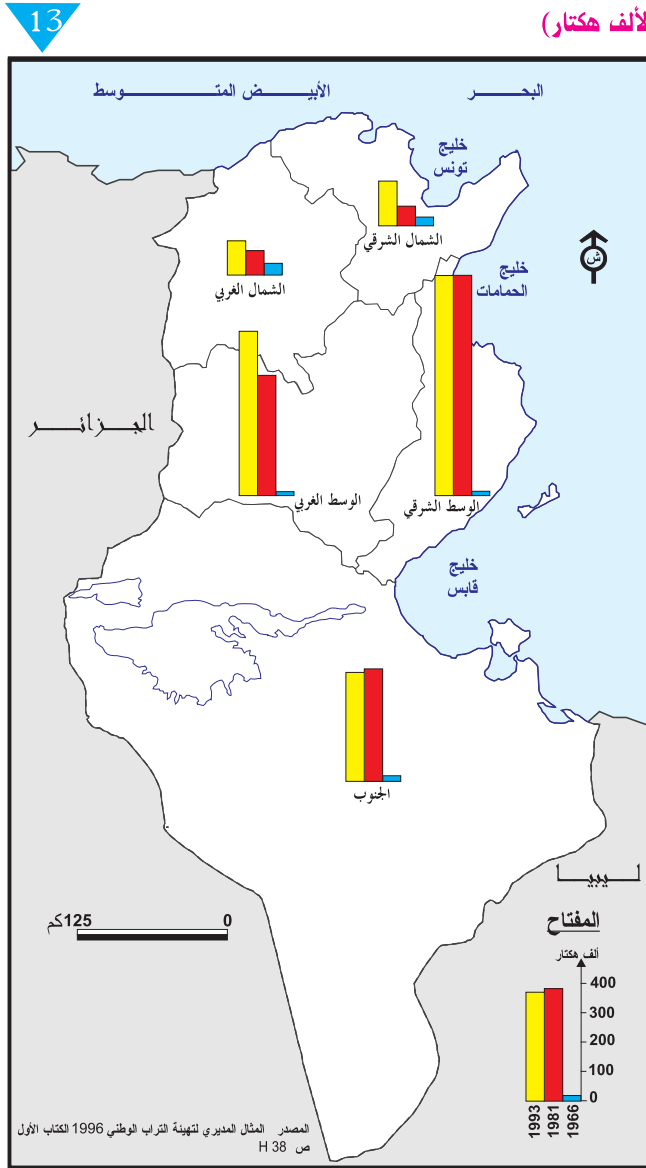 13
لألف هكتار)
البحر الأبيض المتوسط
خليج
تونس
الشمال الشرقي
ش
خليج
الحمامات
الشمال الغربي
الجزائر
الوسط الغربي
الوسط الشرقي
خليج
قابس
الجنوب
ليبيا
المفتاح
ألف هكتار
400
300
200
100
0
1993 1981 1966
125كم 0
المصدر المثال المديري لتهيئة التراب الوطني 1996 الكتاب الأول
ص H 38